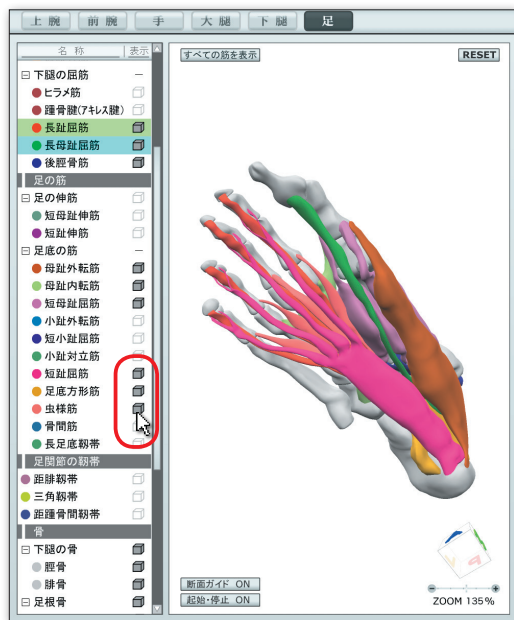 上腕 前腕 手 大腿 下腿 足
名称 表示
すべての筋を表示
RESET
下腿の屈筋
ヒラメ筋
踵骨腱(アキレス腱)
長趾屈筋
長母趾屈筋
後脛骨筋
足の筋
足の伸筋
短母趾伸筋
短趾伸筋
足底の筋
母趾外転筋
母趾内転筋
短母趾屈筋
小趾外転筋
短小趾屈筋
小趾対立筋
短趾屈筋
足底方形筋
虫様筋
骨間筋
長足底靭帯
足関節の靭帯
距腓靭帯
三角靭帯
距踵骨間靭帯
骨
下腿の骨
脛骨
腓骨
足根骨
断面ガイド ON
起始・停止 ON
ZOOM 135%